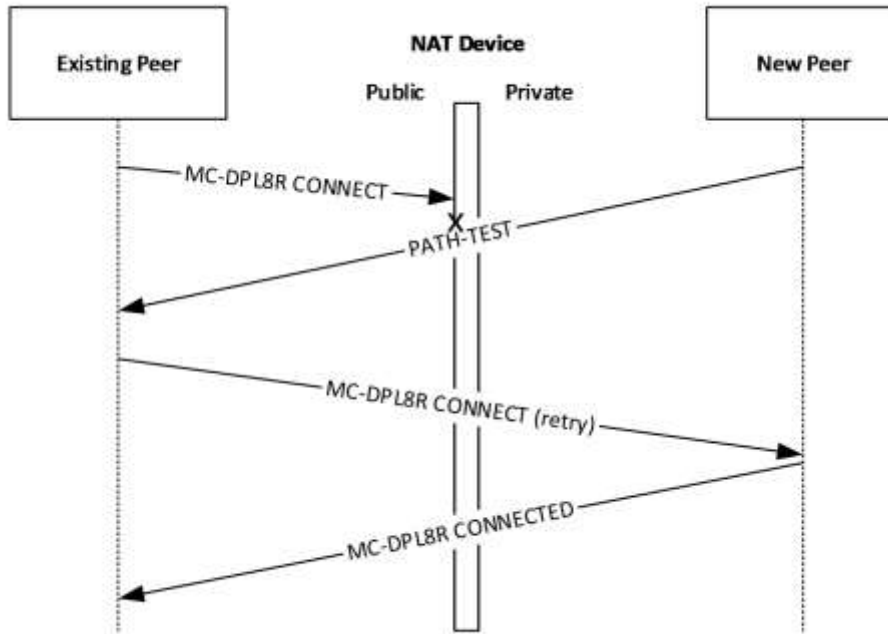 Existing Peer
NAT Device
New Peer
Public
Private
MC-DPL8R CONNECT
X
PATH-TEST
MC-DPL8R CONNECT (retry)
MC-DPL8R CONNECTED